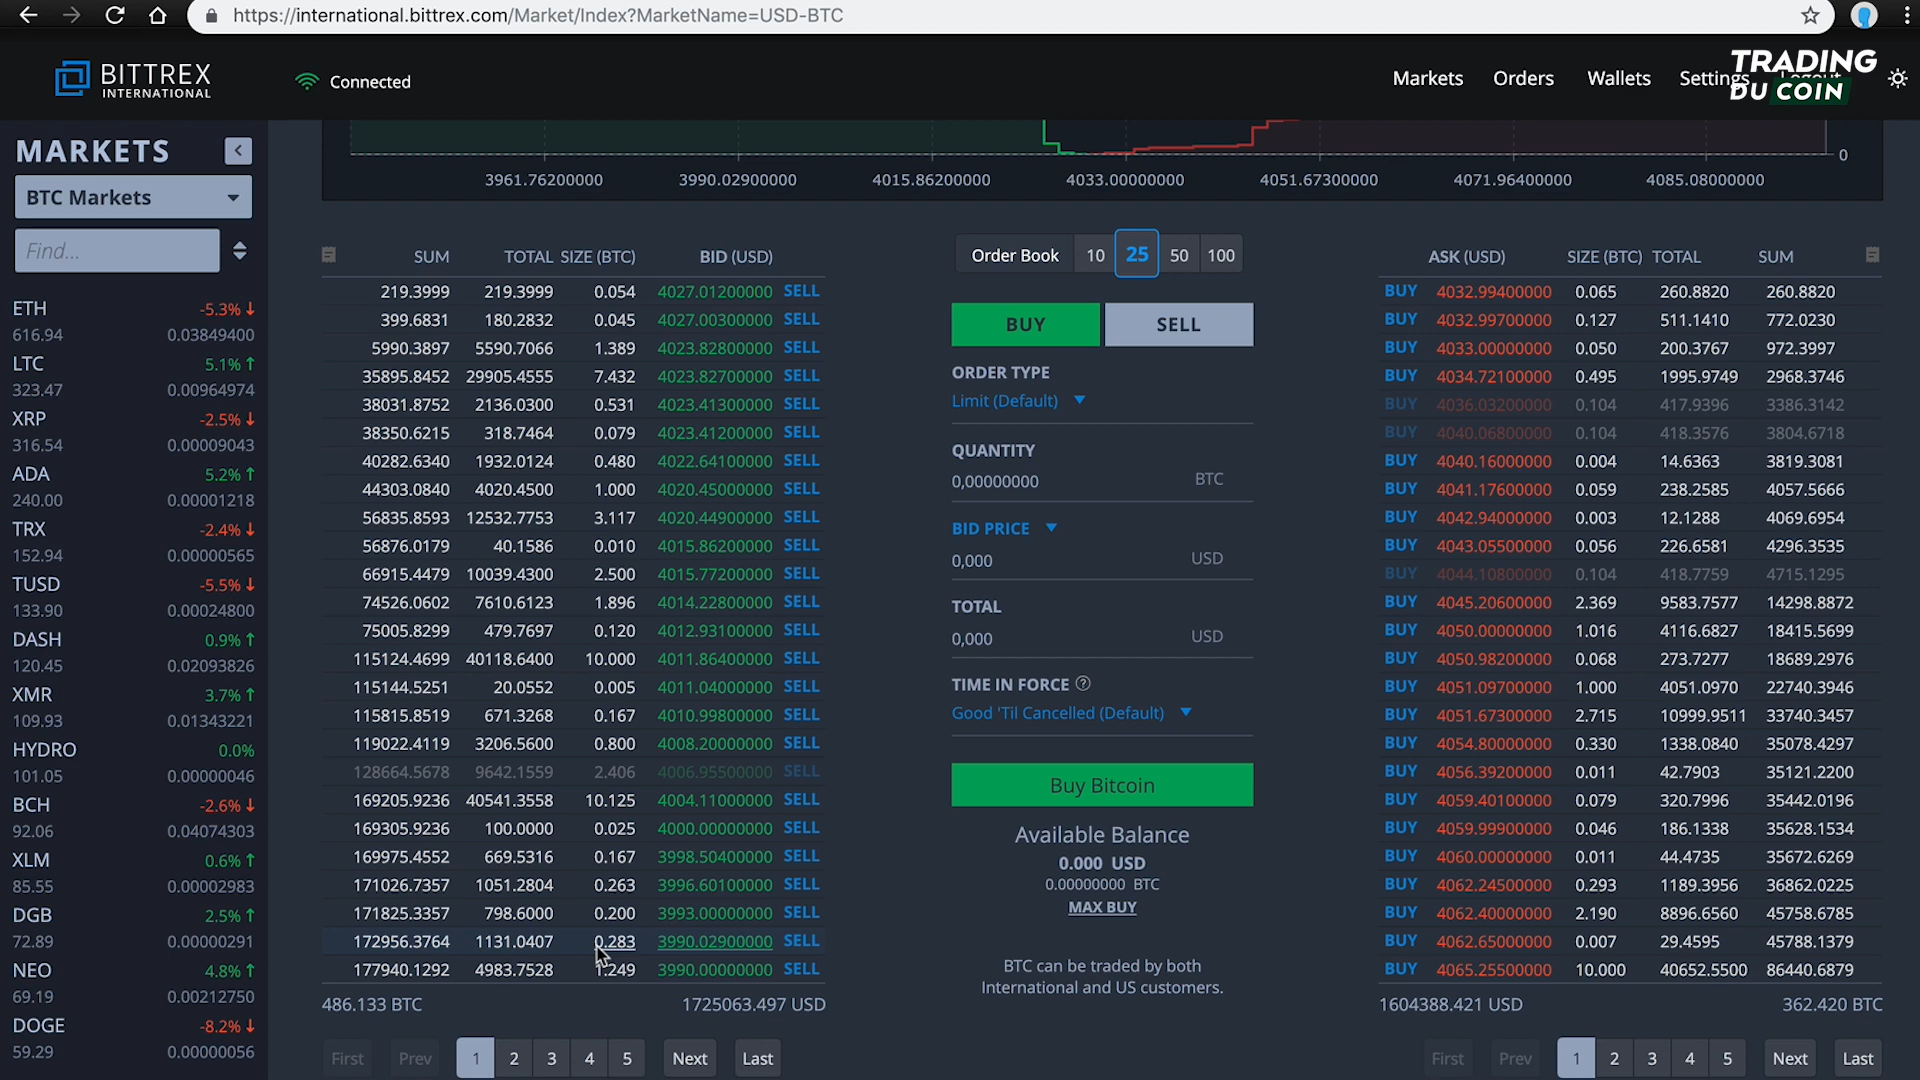 https://international.bittrex.com/Market/Index?MarketName=USD-BTC
BITTREX
INTERNATIONAL
Connected
Markets Orders Wallets Settings Logout
TRADING
DU COIN
MARKETS
BTC Markets
Find...
ETH -5.3%
616.94 0.03849400
LTC 5.1%
323.47 0.00964974
XRP -2.5%
316.54 0.00009043
ADA 5.2%
240.00 0.00001218
TRX -2.4%
152.94 0.00000565
TUSD -5.5%
133.90 0.00024800
DASH 0.9%
120.45 0.02093826
XMR 3.7%
109.93 0.01343221
HYDRO 0.0%
101.05 0.00000046
BCH -2.6%
92.06 0.04074303
XLM 0.6%
85.55 0.00002983
DGB 2.5%
72.89 0.00000291
NEO 4.8%
69.19 0.00212750
DOGE -8.2%
59.29 0.00000056
0
3961.76200000 3990.02900000 4015.86200000 4033.00000000 4051.67300000 4071.96400000 4085.08000000
SUM TOTAL SIZE (BTC) BID (USD)
219.3999 219.3999 0.054 4027.01200000 SELL
399.6831 180.2832 0.045 4027.00300000 SELL
5990.3897 5590.7066 1.389 4023.82800000 SELL
35895.8452 29905.4555 7.432 4023.82700000 SELL
38031.8752 2136.0300 0.531 4023.41300000 SELL
38350.6215 318.7464 0.079 4023.41200000 SELL
40282.6340 1932.0124 0.480 4022.64100000 SELL
44303.0840 4020.4500 1.000 4020.45000000 SELL
56835.8593 12532.7753 3.117 4020.44900000 SELL
56876.0179 40.1586 0.010 4015.86200000 SELL
66915.4479 10039.4300 2.500 4015.77200000 SELL
74526.0602 7610.6123 1.896 4014.22800000 SELL
75005.8299 479.7697 0.120 4012.93100000 SELL
115124.4699 40118.6400 10.000 4011.86400000 SELL
115144.5251 20.0552 0.005 4011.04000000 SELL
115815.8519 671.3268 0.167 4010.99800000 SELL
119022.4119 3206.5600 0.800 4008.20000000 SELL
128664.5678 9642.1559 2.406 4006.95500000 SELL
169205.9236 40541.3558 10.125 4004.11000000 SELL
169305.9236 100.0000 0.025 4000.00000000 SELL
169975.4552 669.5316 0.167 3998.50400000 SELL
171026.7357 1051.2804 0.263 3996.60100000 SELL
171825.3357 798.6000 0.200 3993.00000000 SELL
172956.3764 1131.0407 0.283 3990.02900000 SELL
177940.1292 4983.7528 1.249 3990.00000000 SELL
486.133 BTC 1725063.497 USD
First Prev 1 2 3 4 5 Next Last
Order Book 10 25 50 100
BUY SELL
ORDER TYPE
Limit (Default)
QUANTITY
0,00000000 BTC
BID PRICE
0,000 USD
TOTAL
0,000 USD
TIME IN FORCE ?
Good 'Til Cancelled (Default)
Buy Bitcoin
Available Balance
0.000 USD
0.00000000 BTC
MAX BUY
BTC can be traded by both
International and US customers.
ASK (USD) SIZE (BTC) TOTAL SUM
BUY 4032.99400000 0.065 260.8820 260.8820
BUY 4032.99700000 0.127 511.1410 772.0230
BUY 4033.00000000 0.050 200.3767 972.3997
BUY 4034.72100000 0.495 1995.9749 2968.3746
BUY 4036.03200000 0.104 417.9396 3386.3142
BUY 4040.06800000 0.104 418.3576 3804.6718
BUY 4040.16000000 0.004 14.6363 3819.3081
BUY 4041.17600000 0.059 238.2585 4057.5666
BUY 4042.94000000 0.003 12.1288 4069.6954
BUY 4043.05500000 0.056 226.6581 4296.3535
BUY 4044.10800000 0.104 418.7759 4715.1295
BUY 4045.20600000 2.369 9583.7577 14298.8872
BUY 4050.00000000 1.016 4116.6827 18415.5699
BUY 4050.98200000 0.068 273.7277 18689.2976
BUY 4051.09700000 1.000 4051.0970 22740.3946
BUY 4051.67300000 2.715 10999.9511 33740.3457
BUY 4054.80000000 0.330 1338.0840 35078.4297
BUY 4056.39200000 0.011 42.7903 35121.2200
BUY 4059.40100000 0.079 320.7996 35442.0196
BUY 4059.99900000 0.046 186.1338 35628.1534
BUY 4060.00000000 0.011 44.4735 35672.6269
BUY 4062.24500000 0.293 1189.3956 36862.0225
BUY 4062.40000000 2.190 8896.6560 45758.6785
BUY 4062.65000000 0.007 29.4595 45788.1379
BUY 4065.25500000 10.000 40652.5500 86440.6879
1604388.421 USD 362.420 BTC
First Prev 1 2 3 4 5 Next Last